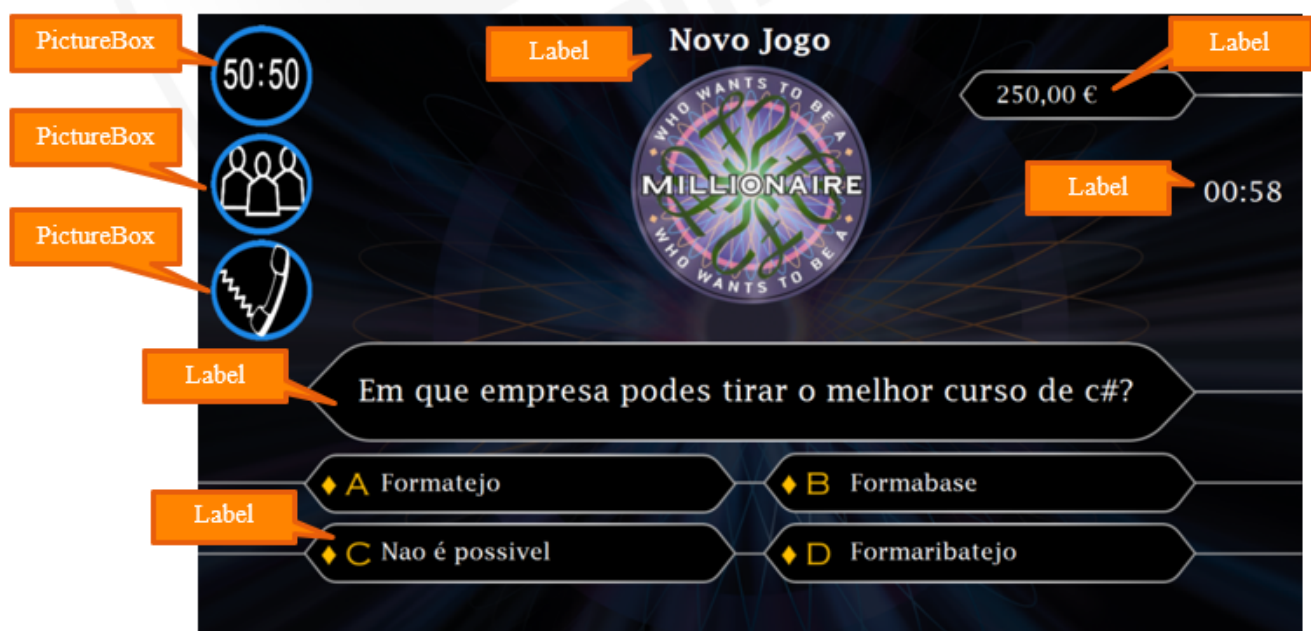 PictureBox
50:50
Label
Novo Jogo
Label
250,00 €
WHO WANTS TO BE A
MILLIONAIRE
WHO WANTS TO BE A
PictureBox
Label
00:58
PictureBox
Label
Em que empresa podes tirar o melhor curso de c#?
A Formatejo
B Formabase
Label
C Nao é possivel
D Formaribatejo